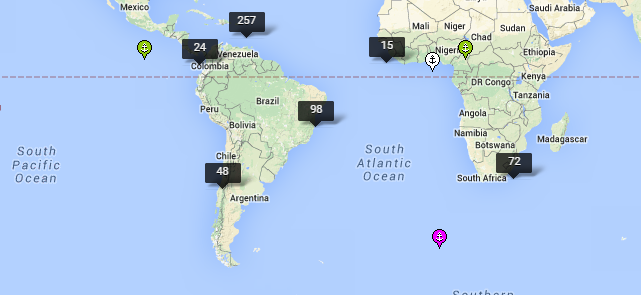 Mexico
257
24
Venezuela
Colombia
Peru
Brazil
Bolivia
98
Chile
48
Argentina
South
Pacific
Ocean
South
Atlantic
Ocean
15
Mali
Niger
Sudan
Chad
Nigeria
Ethiopia
Saudi Arabia
Kenya
DR Congo
Tanzania
Angola
Namibia
Botswana
Madagascar
72
South Africa
Southern